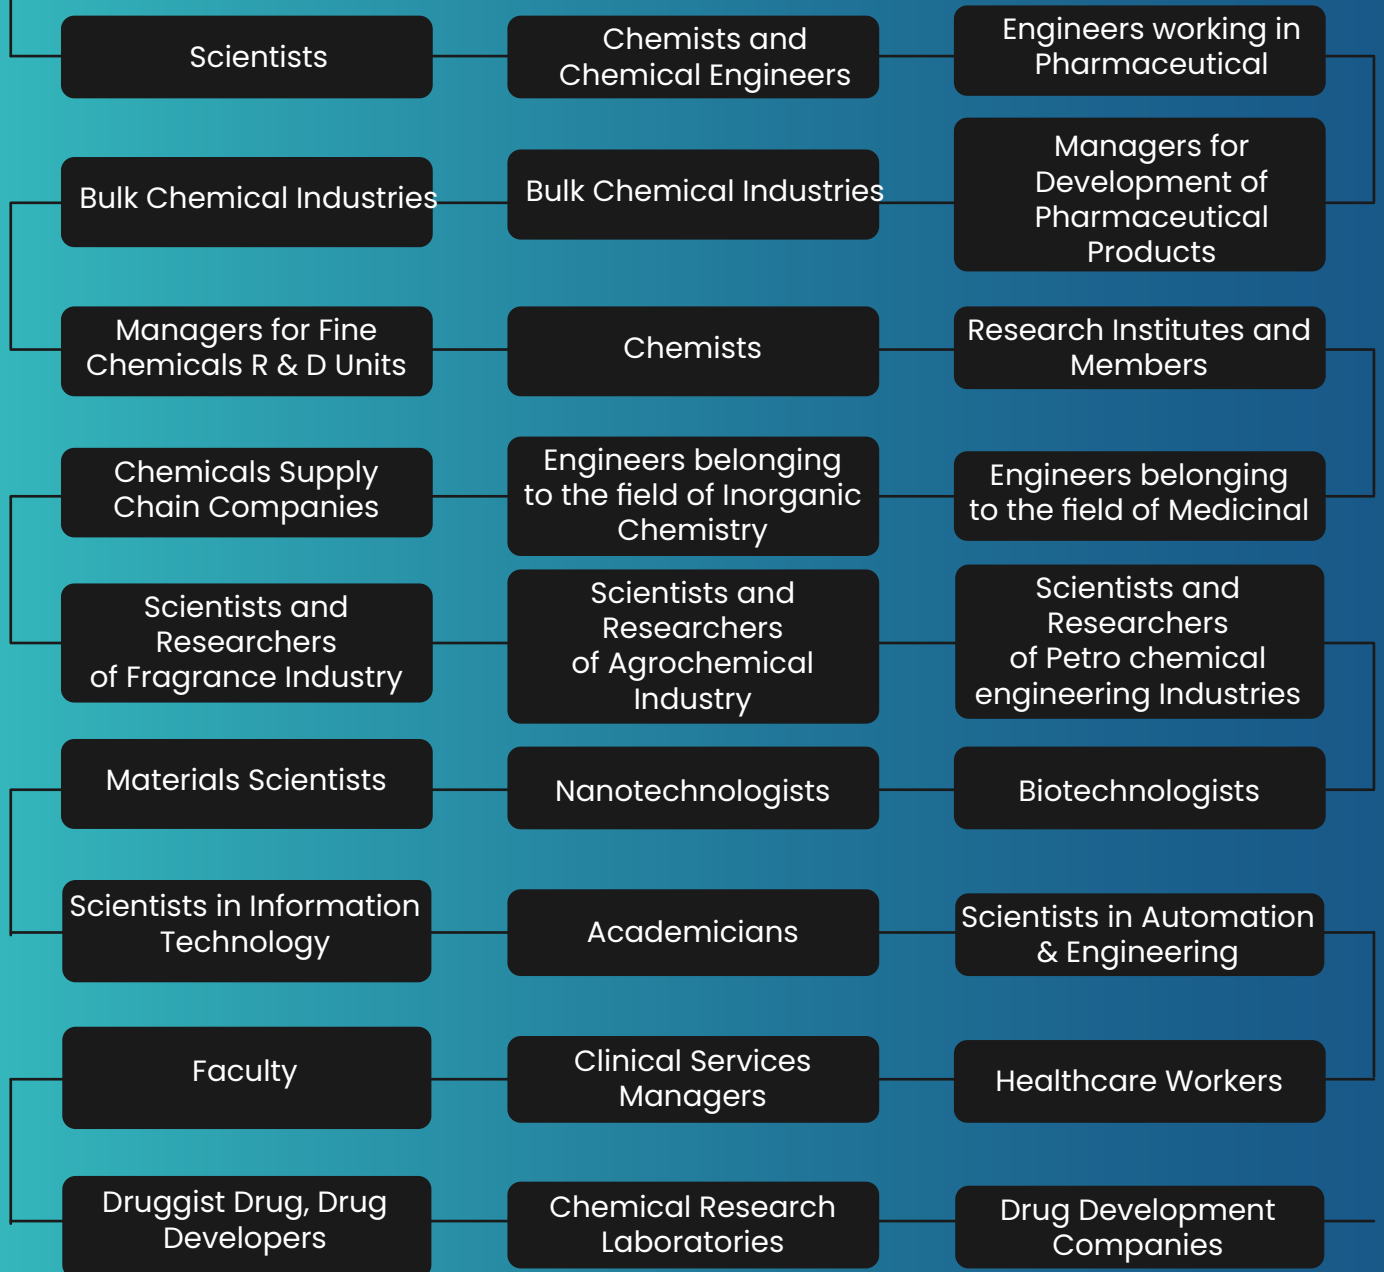 Scientists
Chemists and
Chemical Engineers
Engineers working in
Pharmaceutical
Bulk Chemical Industries
Bulk Chemical Industries
Managers for
Development of
Pharmaceutical
Products
Managers for Fine
Chemicals R & D Units
Chemists
Research Institutes and
Members
Chemicals Supply
Chain Companies
Engineers belonging
to the field of Inorganic
Chemistry
Engineers belonging
to the field of Medicinal
Scientists and
Researchers
of Fragrance Industry
Scientists and
Researchers
of Agrochemical
Industry
Scientists and
Researchers
of Petro chemical
engineering Industries
Materials Scientists
Nanotechnologists
Biotechnologists
Scientists in Information
Technology
Academicians
Scientists in Automation
& Engineering
Faculty
Clinical Services
Managers
Healthcare Workers
Druggist Drug, Drug
Developers
Chemical Research
Laboratories
Drug Development
Companies